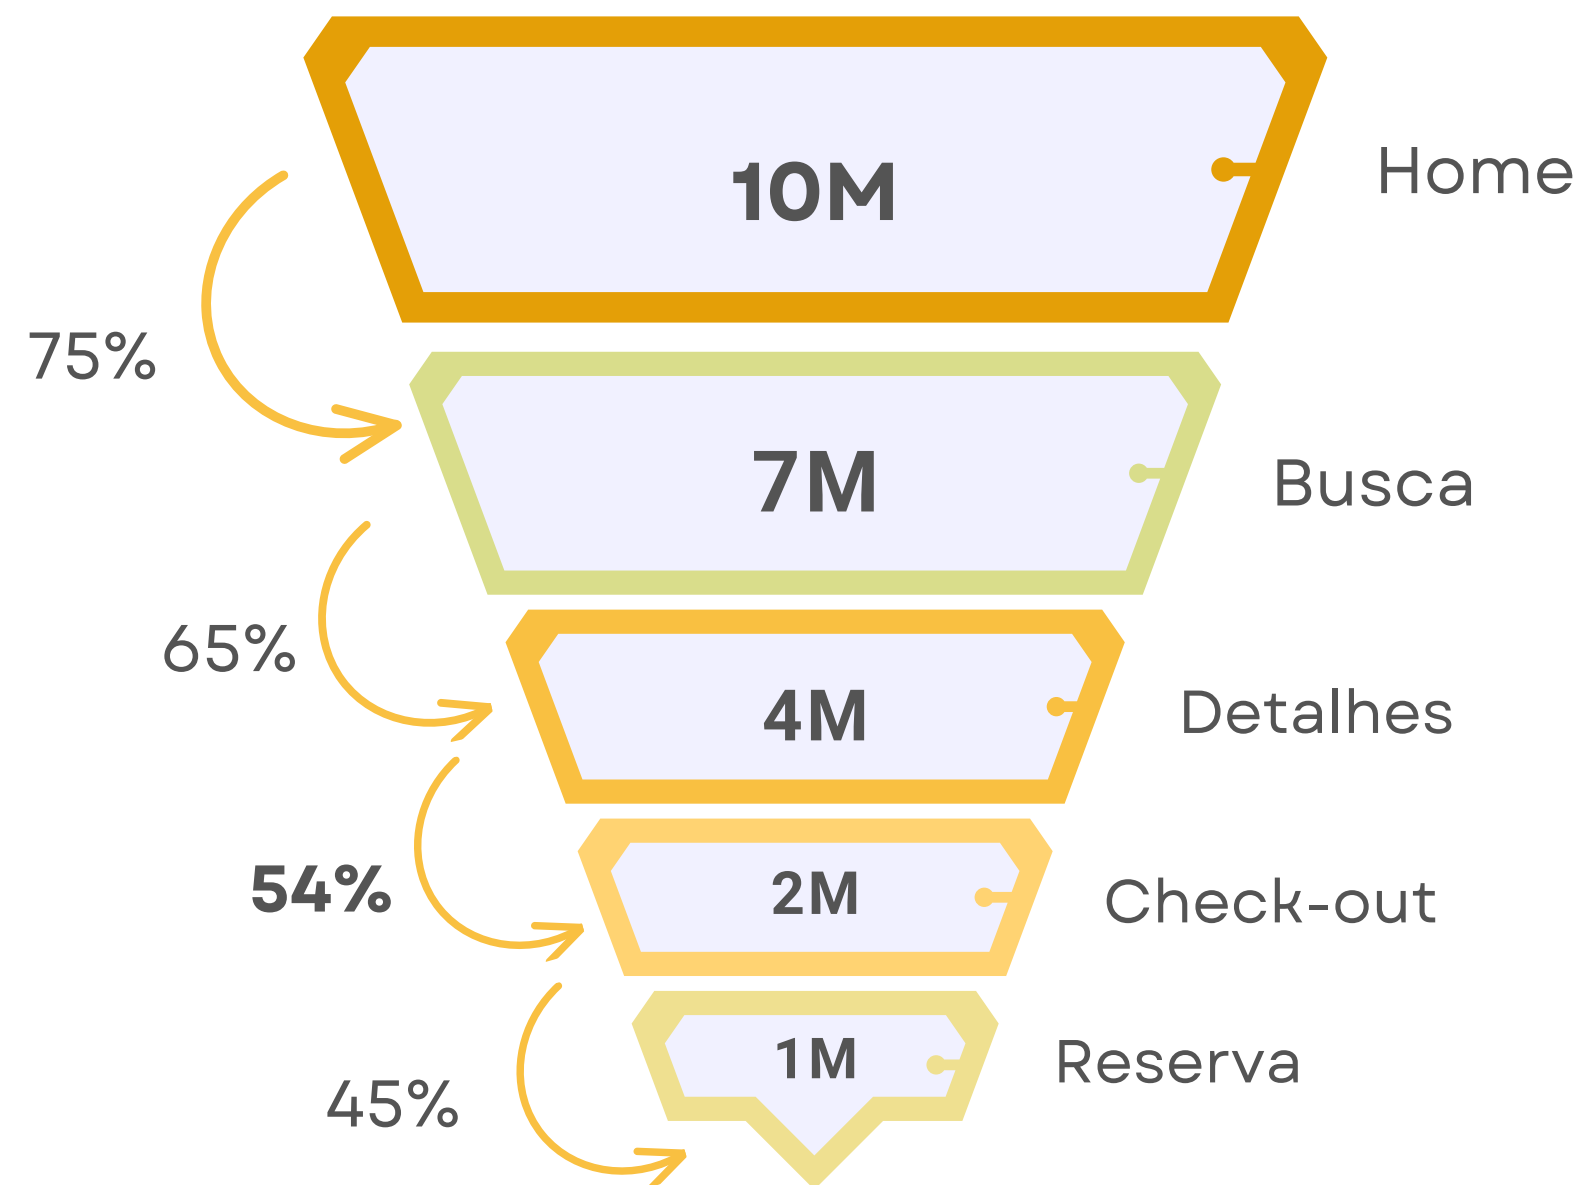 10M
Home
75%
7M
Busca
65%
4M
Detalhes
54%
2M
Check-out
1M
Reserva
45%